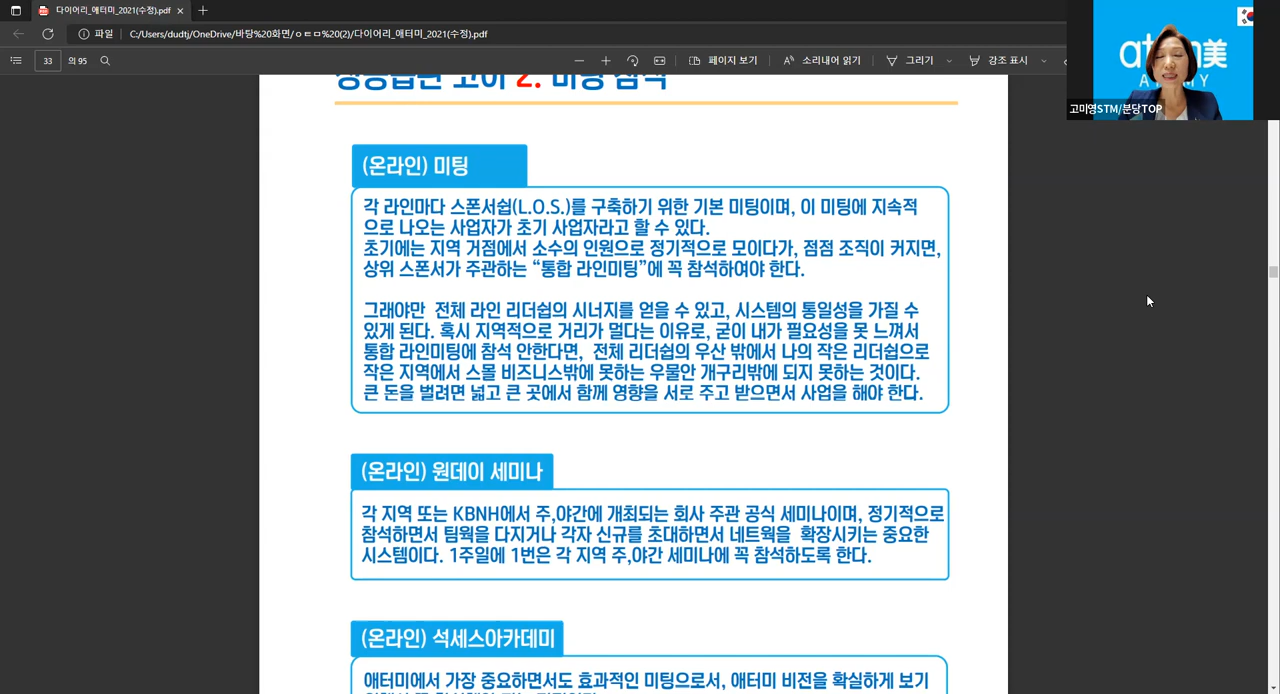 다이어리_애터미_2021(수정).pdf
파일
C:/Users/dudtj/OneDrive/바탕%20화면/ㅇㅌㅁ%20(2)/다이어리_애터미_2021(수정).pdf
33
의 95
페이지 보기
소리내어 읽기
그리기
강조 표시
고미영STM/분당TOP
2. 미팅 참석
(온라인) 미팅
각 라인마다 스폰서쉽(L.O.S.)를 구축하기 위한 기본 미팅이며, 이 미팅에 지속적
으로 나오는 사업자가 초기 사업자라고 할 수 있다.
초기에는 지역 거점에서 소수의 인원으로 정기적으로 모이다가, 점점 조직이 커지면,
상위 스폰서가 주관하는 “통합 라인미팅”에 꼭 참석하여야 한다.
그래야만 전체 라인 리더쉽의 시너지를 얻을 수 있고, 시스템의 통일성을 가질 수
있게 된다. 혹시 지역적으로 거리가 멀다는 이유로, 굳이 내가 필요성을 못 느껴서
통합 라인미팅에 참석 안한다면, 전체 리더쉽의 우산 밖에서 나의 작은 리더쉽으로
작은 지역에서 스몰 비즈니스밖에 못하는 우물안 개구리밖에 되지 못하는 것이다.
큰 돈을 벌려면 넓고 큰 곳에서 함께 영향을 서로 주고 받으면서 사업을 해야 한다.
(온라인) 원데이 세미나
각 지역 또는 KBNH에서 주,야간에 개최되는 회사 주관 공식 세미나이며, 정기적으로
참석하면서 팀웍을 다지거나 각자 신규를 초대하면서 네트웍을 확장시키는 중요한
시스템이다. 1주일에 1번은 각 지역 주,야간 세미나에 꼭 참석하도록 한다.
(온라인) 석세스아카데미
애터미에서 가장 중요하면서도 효과적인 미팅으로서, 애터미 비전을 확실하게 보기